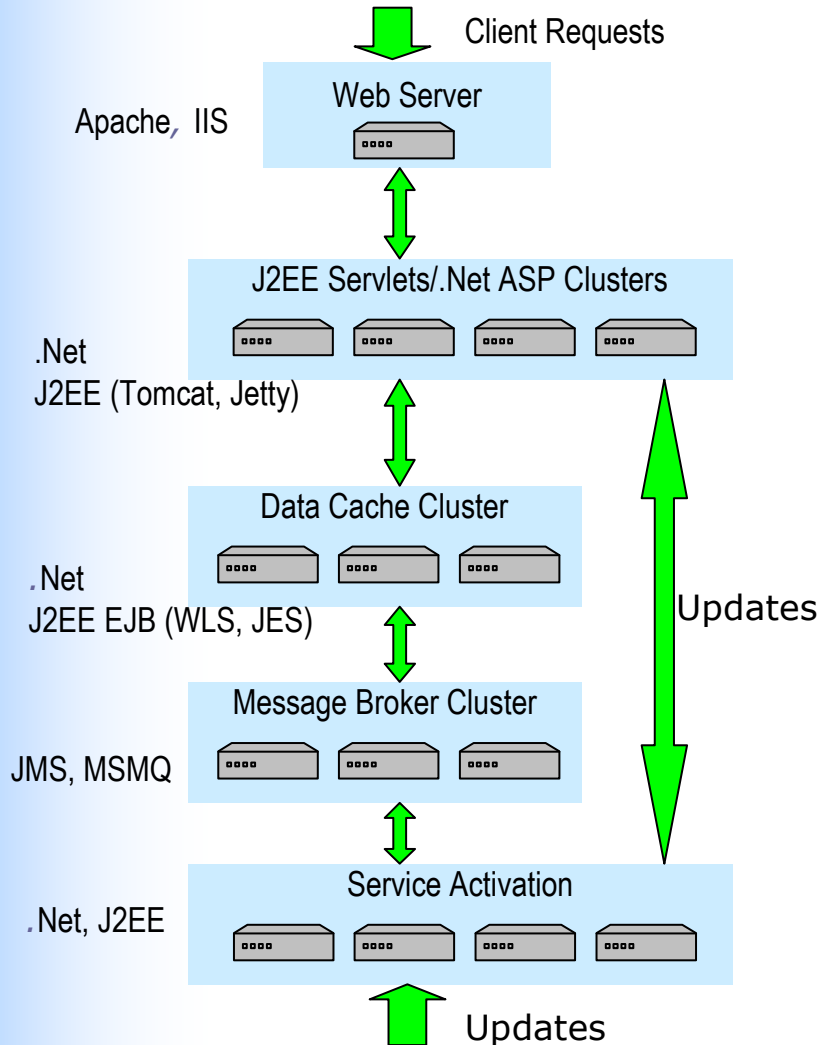 Client Requests
Web Server
Apache, IIS
J2EE Servlets/.Net ASP Clusters
.Net
J2EE (Tomcat, Jetty)
Data Cache Cluster
.Net
J2EE EJB (WLS, JES)
Updates
Message Broker Cluster
JMS, MSMQ
Service Activation
.Net, J2EE
Updates